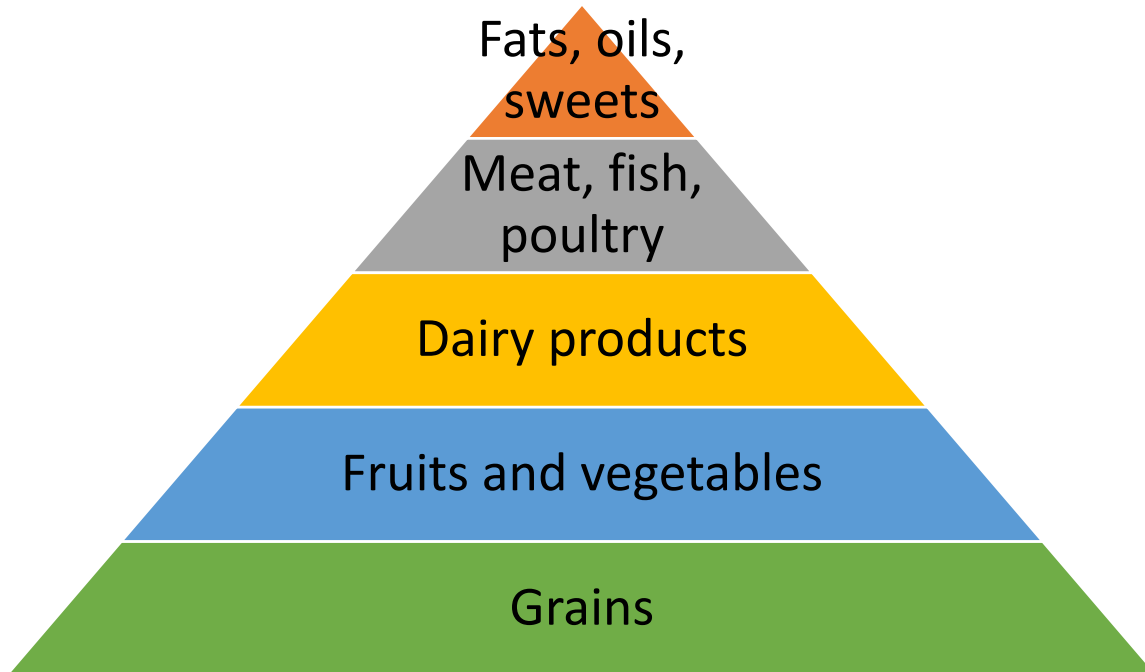 Fats, oils,
sweets
Meat, fish,
poultry
Dairy products
Fruits and vegetables
Grains